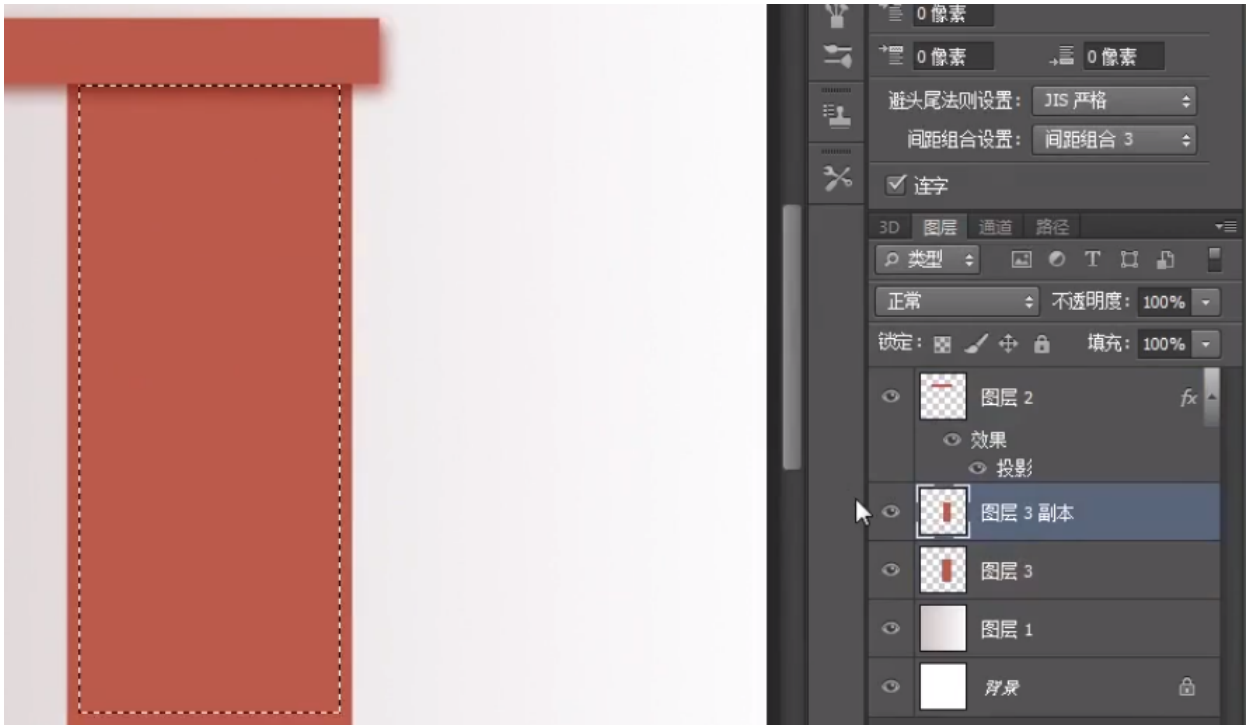 0 像素
0 像素 0 像素
避头尾法则设置: JIS 严格
间距组合设置: 间距组合 3
连字
3D 图层 通道 路径
类型 T
正常 不透明度: 100%
锁定: 填充: 100%
图层 2 fx
效果
投影
图层 3 副本
图层 3
图层 1
背景